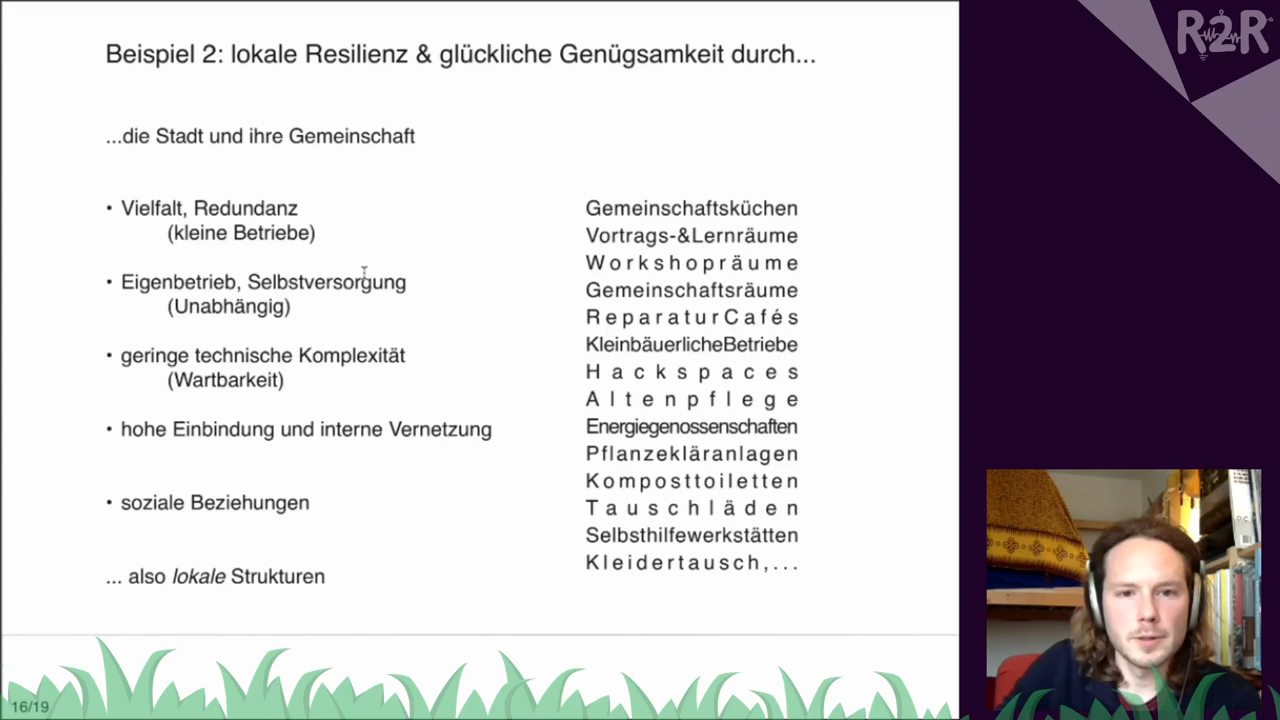 Beispiel 2: lokale Resilienz & glückliche Genügsamkeit durch...
...die Stadt und ihre Gemeinschaft
• Vielfalt, Redundanz
(kleine Betriebe)
• Eigenbetrieb, Selbstversorgung
(Unabhängig)
• geringe technische Komplexität
(Wartbarkeit)
• hohe Einbindung und interne Vernetzung
• soziale Beziehungen
... also lokale Strukturen
Gemeinschaftsküchen
Vortrags-&Lernräume
Workshopräume
Gemeinschaftsräume
ReparaturCafés
KleinbäuerlicheBetriebe
Hackspaces
Altenpflege
Energiegenossenschaften
Pflanzekläranlagen
Komposttoiletten
Tauschläden
Selbsthilfewerkstätten
Kleidertausch,...
16/19
R2R